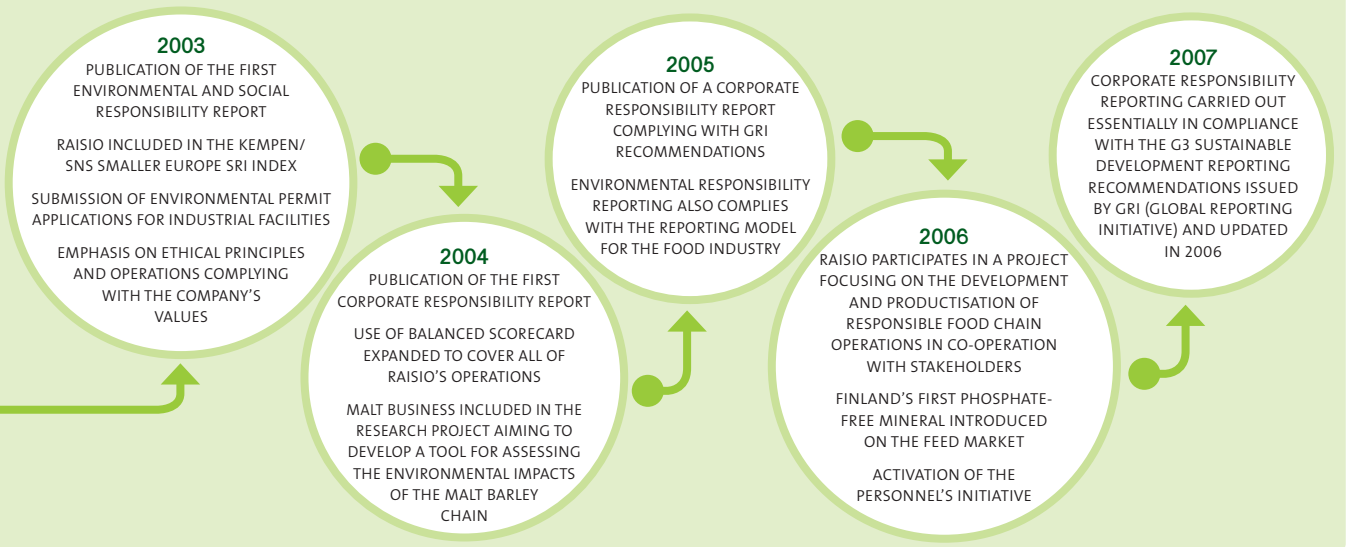 2003
PUBLICATION OF THE FIRST
ENVIRONMENTAL AND SOCIAL
RESPONSIBILITY REPORT
RAISIO INCLUDED IN THE KEMPEN/
SNS SMALLER EUROPE SRI INDEX
SUBMISSION OF ENVIRONMENTAL PERMIT
APPLICATIONS FOR INDUSTRIAL FACILITIES
EMPHASIS ON ETHICAL PRINCIPLES
AND OPERATIONS COMPLYING
WITH THE COMPANY'S
VALUES
2004
PUBLICATION OF THE FIRST
CORPORATE RESPONSIBILITY REPORT
USE OF BALANCED SCORECARD
EXPANDED TO COVER ALL OF
RAISIO'S OPERATIONS
MALT BUSINESS INCLUDED IN THE
RESEARCH PROJECT AIMING TO
DEVELOP A TOOL FOR ASSESSING
THE ENVIRONMENTAL IMPACTS
OF THE MALT BARLEY
CHAIN
2005
PUBLICATION OF A CORPORATE
RESPONSIBILITY REPORT
COMPLYING WITH GRI
RECOMMENDATIONS
ENVIRONMENTAL RESPONSIBILITY
REPORTING ALSO COMPLIES
WITH THE REPORTING MODEL
FOR THE FOOD INDUSTRY
2006
RAISIO PARTICIPATES IN A PROJECT
FOCUSING ON THE DEVELOPMENT
AND PRODUCTISATION OF
RESPONSIBLE FOOD CHAIN
OPERATIONS IN CO-OPERATION
WITH STAKEHOLDERS
FINLAND'S FIRST PHOSPHATE-
FREE MINERAL INTRODUCED
ON THE FEED MARKET
ACTIVATION OF THE
PERSONNEL'S INITIATIVE
2007
CORPORATE RESPONSIBILITY
REPORTING CARRIED OUT
ESSENTIALLY IN COMPLIANCE
WITH THE G3 SUSTAINABLE
DEVELOPMENT REPORTING
RECOMMENDATIONS ISSUED
BY GRI (GLOBAL REPORTING
INITIATIVE) AND UPDATED
IN 2006